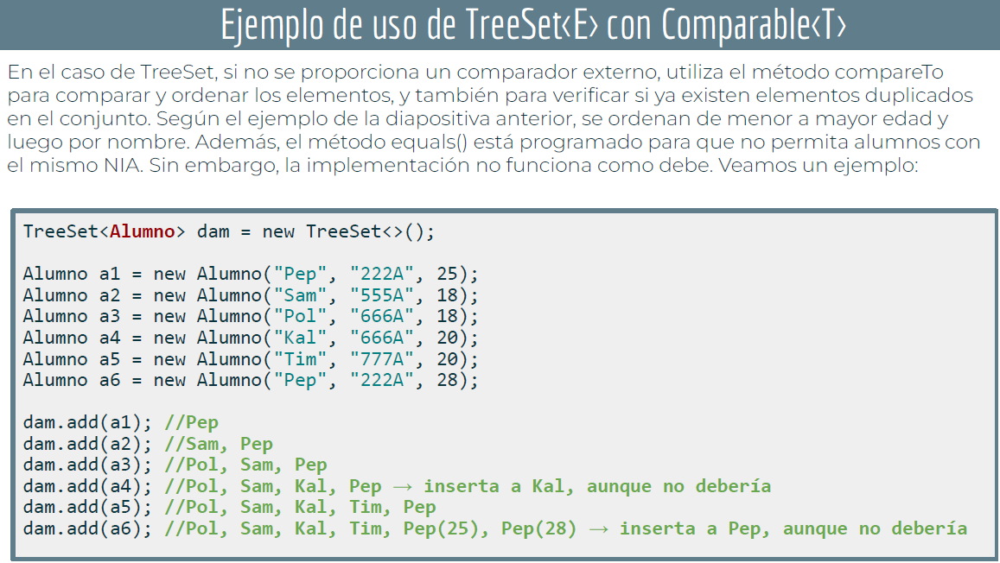 Ejemplo de uso de TreeSet<E> con Comparable<T>
En el caso de TreeSet, si no se proporciona un comparador externo, utiliza el método compareTo
para comparar y ordenar los elementos, y también para verificar si ya existen elementos duplicados
en el conjunto. Según el ejemplo de la diapositiva anterior, se ordenan de menor a mayor edad y
luego por nombre. Además, el método equals() está programado para que no permita alumnos con
el mismo NIA. Sin embargo, la implementación no funciona como debe. Veamos un ejemplo:
TreeSet<Alumno> dam = new TreeSet<>();
Alumno a1 = new Alumno("Pep", "222A", 25);
Alumno a2 = new Alumno("Sam", "555A", 18);
Alumno a3 = new Alumno("Pol", "666A", 18);
Alumno a4 = new Alumno("Kal", "666A", 20);
Alumno a5 = new Alumno("Tim", "777A", 20);
Alumno a6 = new Alumno("Pep", "222A", 28);
dam.add(a1); //Pep
dam.add(a2); //Sam, Pep
dam.add(a3); //Pol, Sam, Pep
dam.add(a4); //Pol, Sam, Kal, Pep → inserta a Kal, aunque no debería
dam.add(a5); //Pol, Sam, Kal, Tim, Pep
dam.add(a6); //Pol, Sam, Kal, Tim, Pep(25), Pep(28) → inserta a Pep, aunque no debería